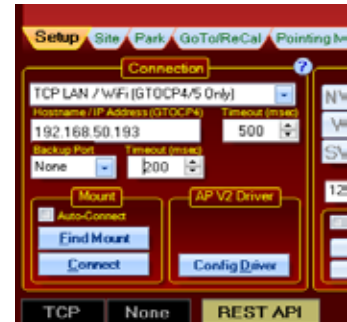 Setup Site Park GoTo/ReCal Pointing
Connection ?
TCP LAN / WiFi (GTOCP4/5 Only)
Hostname / IP Address (GTOCP4) Timeout (msec)
192.168.50.193 500
Backup Port Timeout (msec)
None 200
Mount AP V2 Driver
Auto-Connect
Find Mount
Connect Config Driver
TCP None REST API